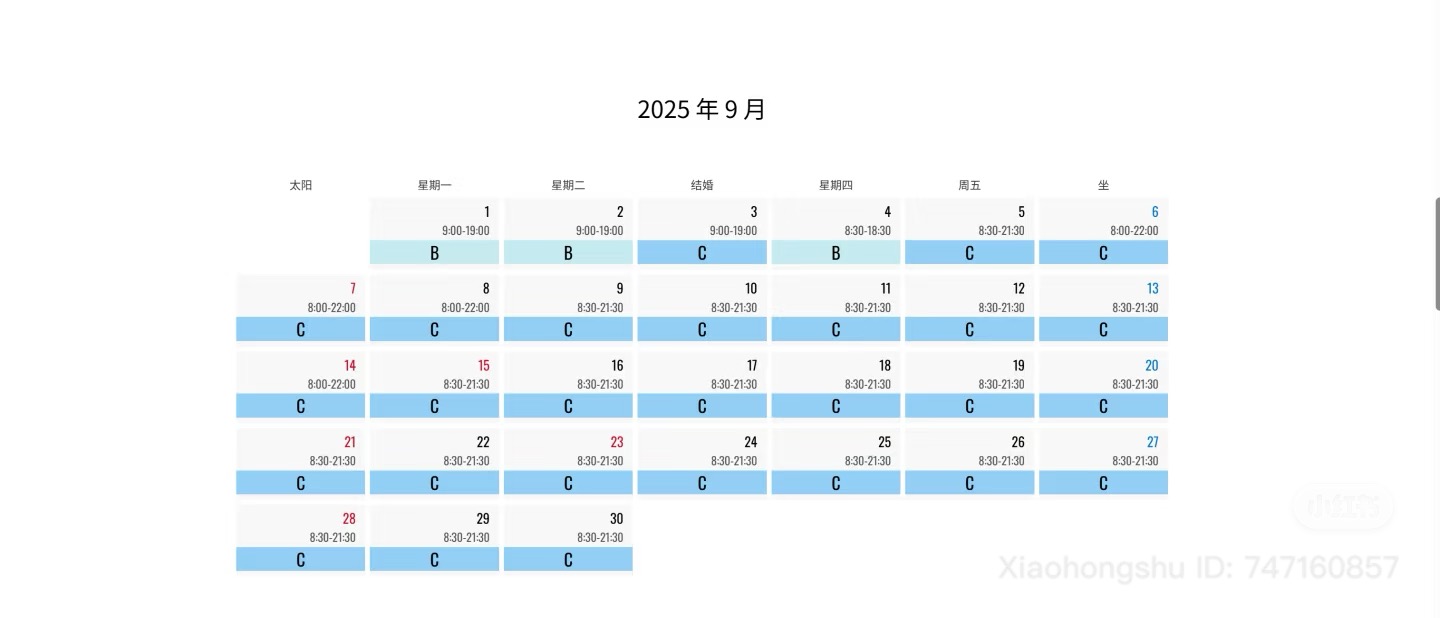 2025 年 9 月
太阳 星期一 星期二 结婚 星期四 周五 坐
1 2 3 4 5 6
9:00-19:00 9:00-19:00 9:00-19:00 8:30-18:30 8:30-21:30 8:00-22:00
B B C B C C
7 8 9 10 11 12 13
8:00-22:00 8:00-22:00 8:30-21:30 8:30-21:30 8:30-21:30 8:30-21:30 8:30-21:30
C C C C C C C
14 15 16 17 18 19 20
8:00-22:00 8:30-21:30 8:30-21:30 8:30-21:30 8:30-21:30 8:30-21:30 8:30-21:30
C C C C C C C
21 22 23 24 25 26 27
8:30-21:30 8:30-21:30 8:30-21:30 8:30-21:30 8:30-21:30 8:30-21:30 8:30-21:30
C C C C C C C
28 29 30
8:30-21:30 8:30-21:30 8:30-21:30
C C C
小红书
Xiaohongshu ID: 747160857